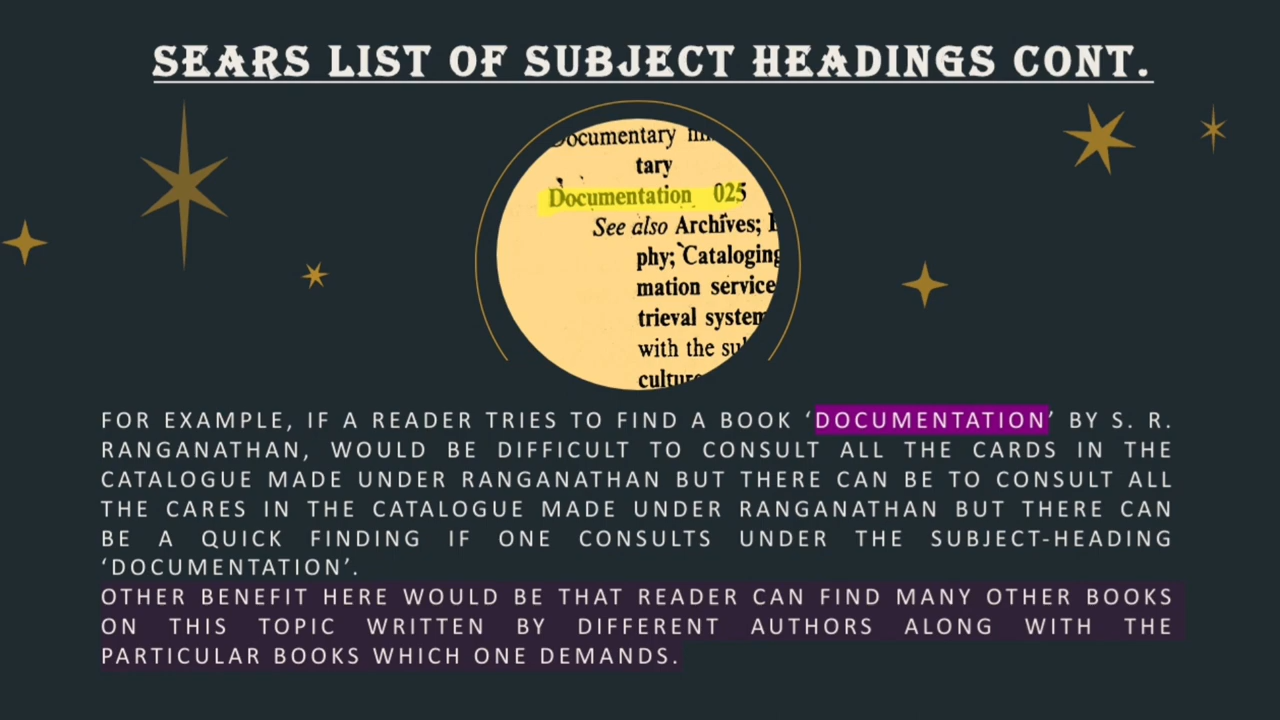 SEARS LIST OF SUBJECT HEADINGS CONT.
Documentary
tary
Documentation 025
See also Archives;
phy; Cataloging
mation service
trieval system
with the
culture
FOR EXAMPLE, IF A READER TRIES TO FIND A BOOK ‘DOCUMENTATION’ BY S. R.
RANGANATHAN, WOULD BE DIFFICULT TO CONSULT ALL THE CARDS IN THE
CATALOGUE MADE UNDER RANGANATHAN BUT THERE CAN BE TO CONSULT ALL
THE CARES IN THE CATALOGUE MADE UNDER RANGANATHAN BUT THERE CAN
BE A QUICK FINDING IF ONE CONSULTS UNDER THE SUBJECT-HEADING
‘DOCUMENTATION’.
OTHER BENEFIT HERE WOULD BE THAT READER CAN FIND MANY OTHER BOOKS
ON THIS TOPIC WRITTEN BY DIFFERENT AUTHORS ALONG WITH THE
PARTICULAR BOOKS WHICH ONE DEMANDS.